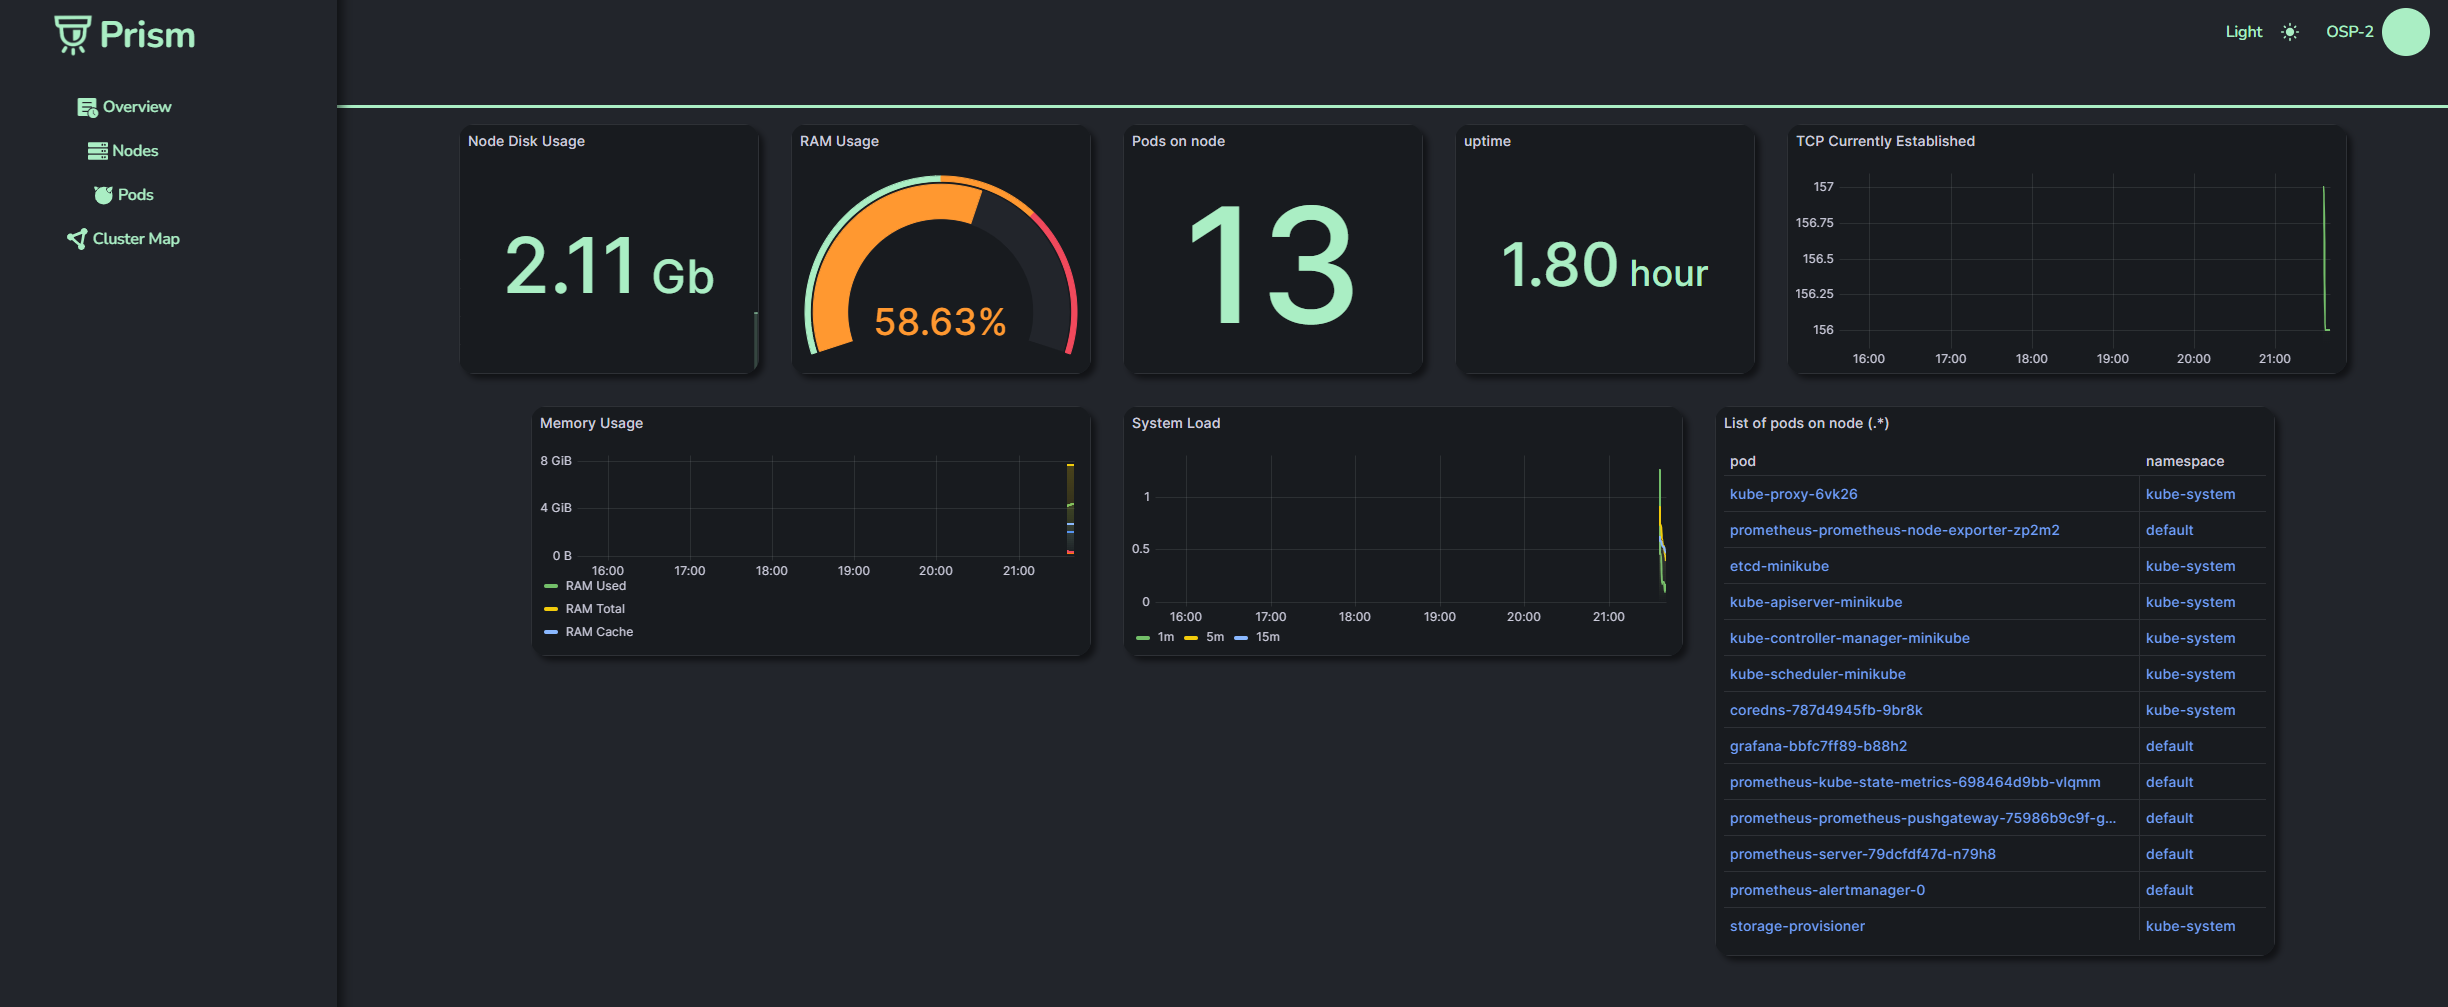 Prism
Light
OSP-2
Overview
Nodes
Pods
Cluster Map
Node Disk Usage
2.11 Gb
RAM Usage
58.63%
Pods on node
13
uptime
1.80 hour
TCP Currently Established
157
156.75
156.5
156.25
156
16:00 17:00 18:00 19:00 20:00 21:00
Memory Usage
8 GiB
4 GiB
0 B
16:00 17:00 18:00 19:00 20:00 21:00
RAM Used
RAM Total
RAM Cache
System Load
1
0.5
0
16:00 17:00 18:00 19:00 20:00 21:00
1m 5m 15m
List of pods on node (.*)
pod namespace
kube-proxy-6vk26 kube-system
prometheus-prometheus-node-exporter-zp2m2 default
etcd-minikube kube-system
kube-apiserver-minikube kube-system
kube-controller-manager-minikube kube-system
kube-scheduler-minikube kube-system
coredns-787d4945fb-9br8k kube-system
grafana-bbfc7ff89-b88h2 default
prometheus-kube-state-metrics-698464d9bb-vlqmm default
prometheus-prometheus-pushgateway-75986b9c9f-g... default
prometheus-server-79dcfdf47d-n79h8 default
prometheus-alertmanager-0 default
storage-provisioner kube-system